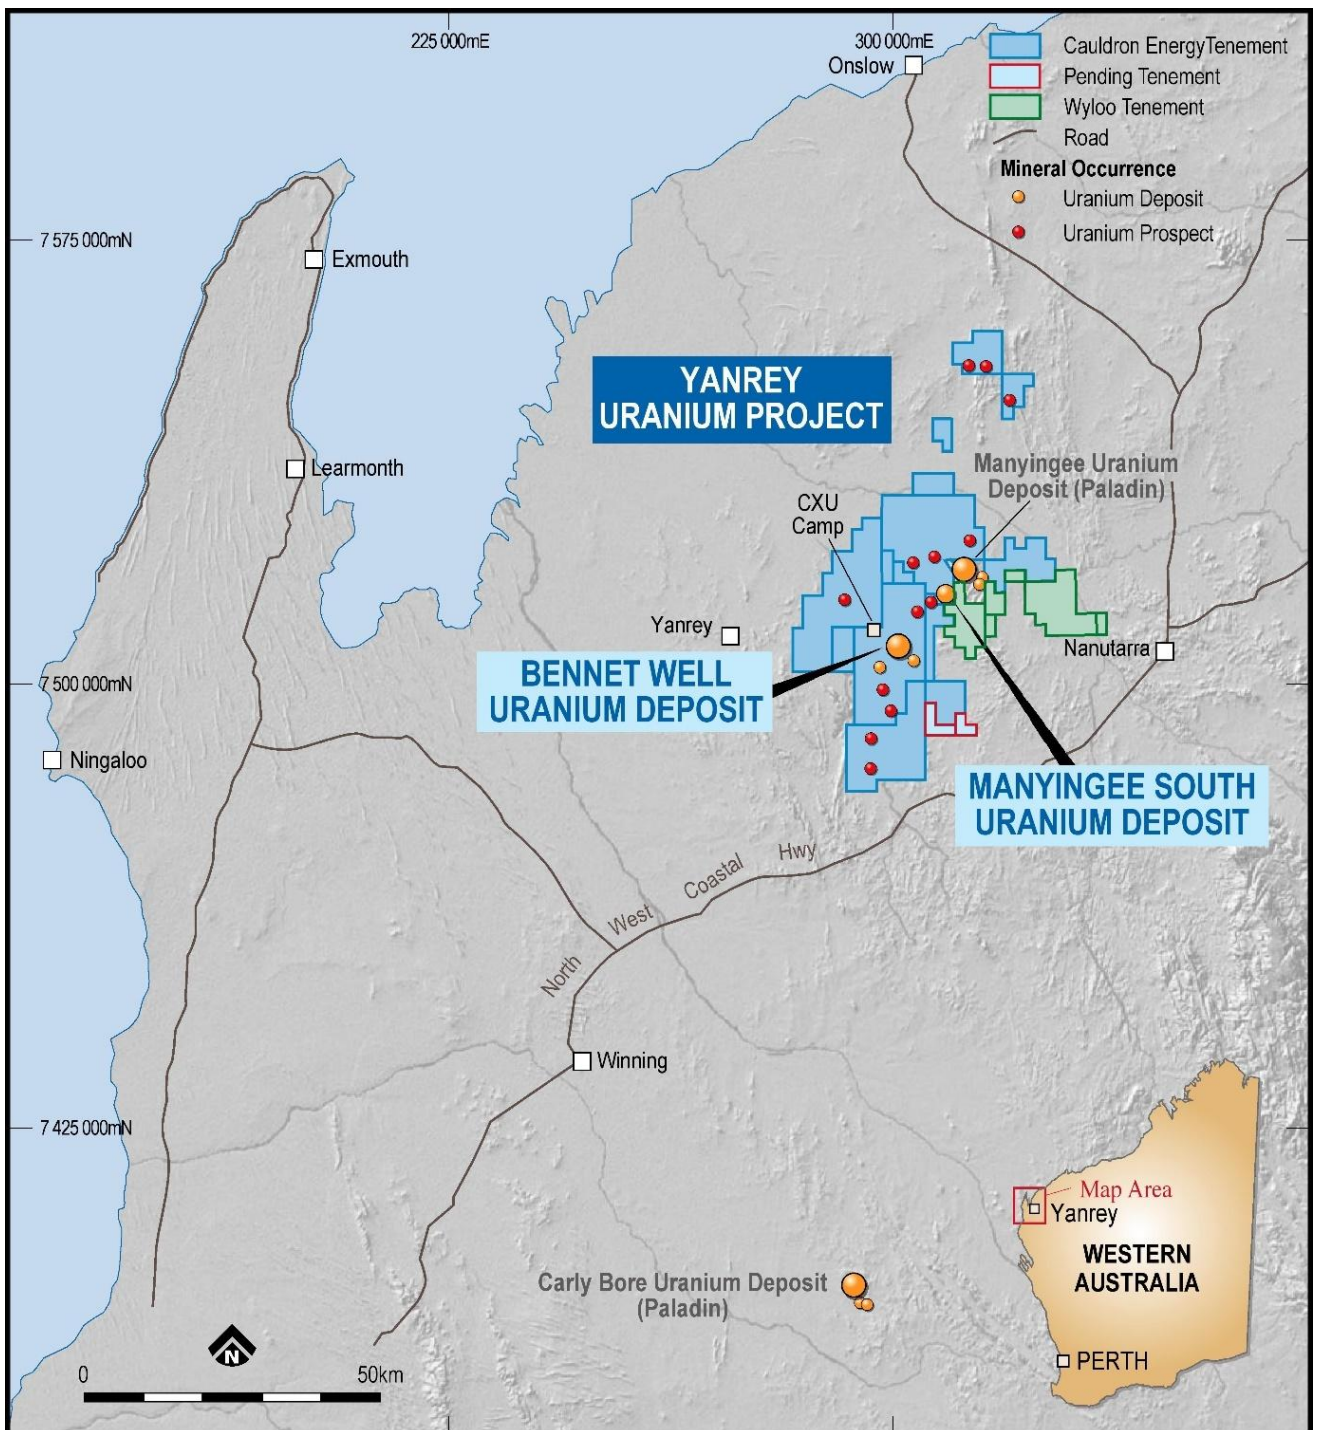 225 000mE
300 000mE
Onslow
Cauldron EnergyTenement
Pending Tenement
Wyloo Tenement
Road
Mineral Occurrence
Uranium Deposit
Uranium Prospect
7 575 000mN
Exmouth
YANREY
URANIUM PROJECT
Learmonth
Manyingee Uranium
Deposit (Paladin)
CXU
Camp
Yanrey
Nanutarra
BENNET WELL
URANIUM DEPOSIT
7 500 000mN
Ningaloo
MANYINGEE SOUTH
URANIUM DEPOSIT
North West Coastal Hwy
Winning
7 425 000mN
Map Area
Yanrey
WESTERN
AUSTRALIA
Carly Bore Uranium Deposit
(Paladin)
N
0
50km
PERTH